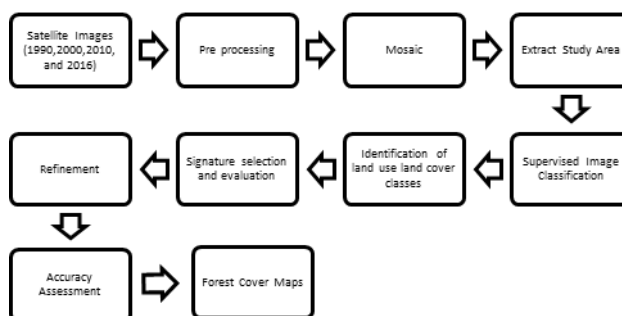 Satellite Images
(1990,2000,2010,
and 2016)
Pre processing
Mosaic
Extract Study Area
Supervised Image
Classification
Identification of
land use land cover
classes
Signature selection
and evaluation
Refinement
Accuracy
Assessment
Forest Cover Maps